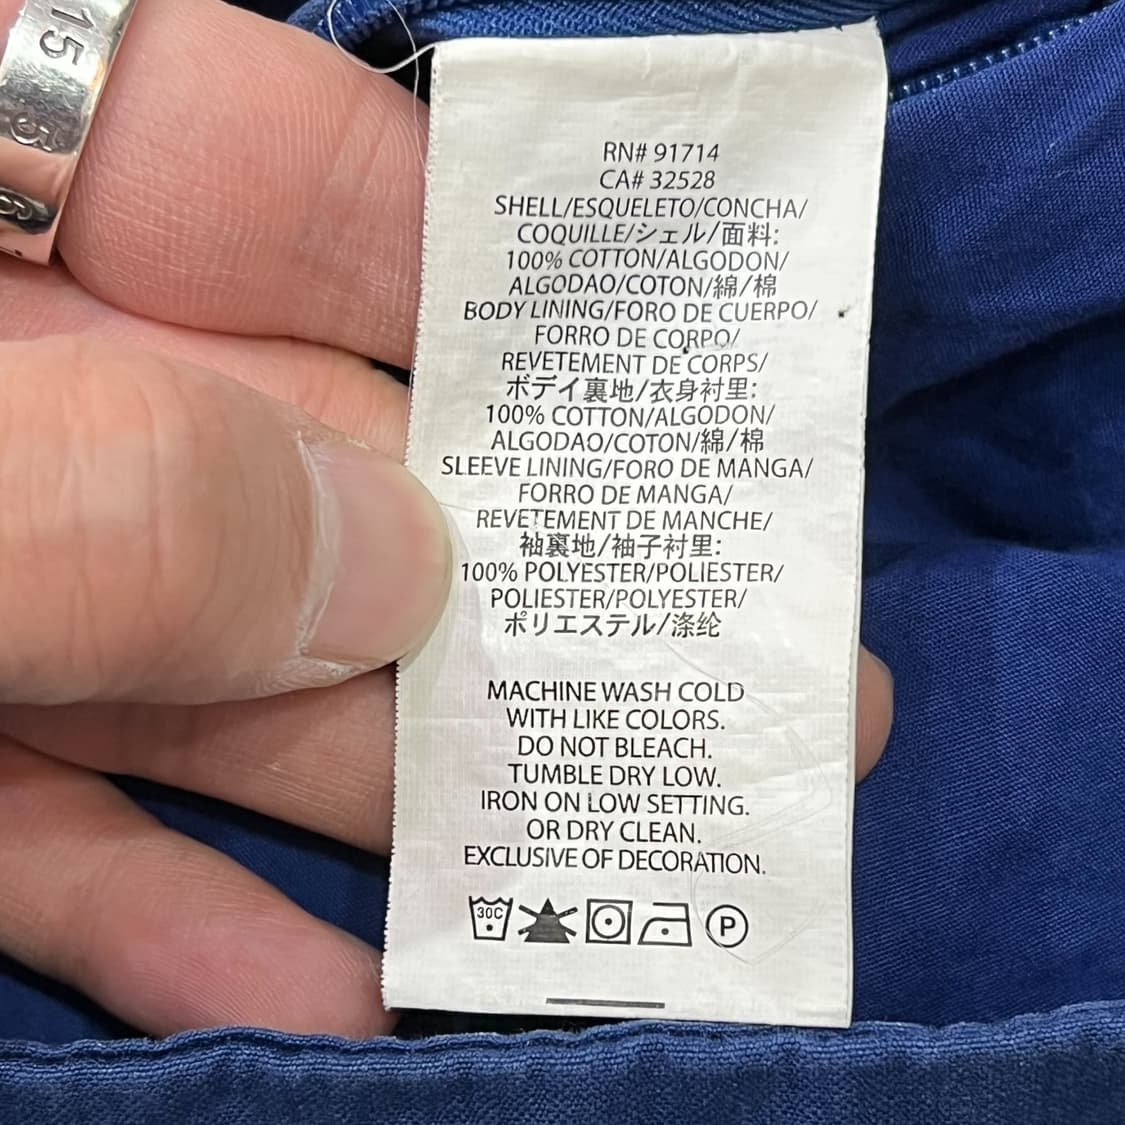 15
5
6
RN# 91714
CA# 32528
SHELL/ESQUELETO/CONCHA/
COQUILLE/シェル/面料:
100% COTTON/ALGODON/
ALGODAO/COTON/綿/棉
BODY LINING/FORO DE CUERPO/
FORRO DE CORPO/
REVETEMENT DE CORPS/
ボデイ裏地/衣身衬里:
100% COTTON/ALGODON/
ALGODAO/COTON/綿/棉
SLEEVE LINING/FORO DE MANGA/
FORRO DE MANGA/
REVETEMENT DE MANCHE/
袖裏地/袖子衬里:
100% POLYESTER/POLIESTER/
POLIESTER/POLYESTER/
ポリエステル/涤纶
MACHINE WASH COLD
WITH LIKE COLORS.
DO NOT BLEACH.
TUMBLE DRY LOW.
IRON ON LOW SETTING.
OR DRY CLEAN.
EXCLUSIVE OF DECORATION.
30C P